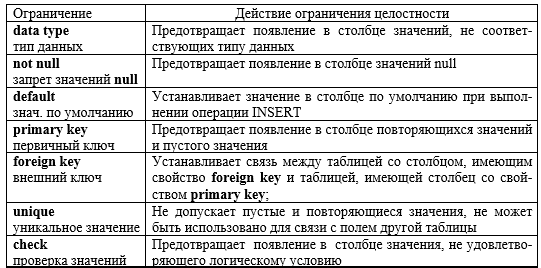 Ограничение Действие ограничения целостности
data type Предотвращает появление в столбце значений, не соответ-
тип данных ствующих типу данных
not null Предотвращает появление в столбце значений null
запрет значений null
default Устанавливает значение в столбце по умолчанию при выпол-
знач. по умолчанию нении операции INSERT
primary key Предотвращает появление в столбце повторяющихся значений
первичный ключ и пустого значения
foreign key Устанавливает связь между таблицей со столбцом, имеющим
внешний ключ свойство foreign key и таблицей, имеющей столбец со свой-
ством primary key;
unique Не допускает пустые и повторяющиеся значения, не может
уникальное значение быть использовано для связи с полем другой таблицы
check Предотвращает появление в столбце значения, не удовлетво-
проверка значений ряющего логическому условию